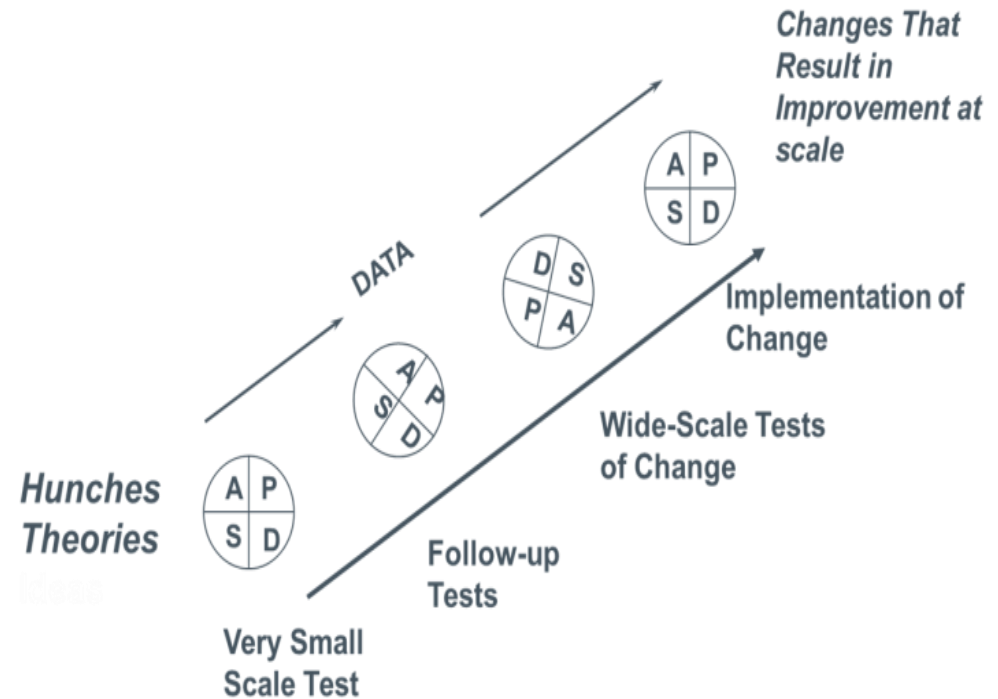 Changes That
Result in
Improvement at
scale
A P
S D
DATA
D S
P A
Implementation of
Change
A P
S D
Wide-Scale Tests
of Change
Hunches
Theories
A P
S D
Follow-up
Tests
Very Small
Scale Test